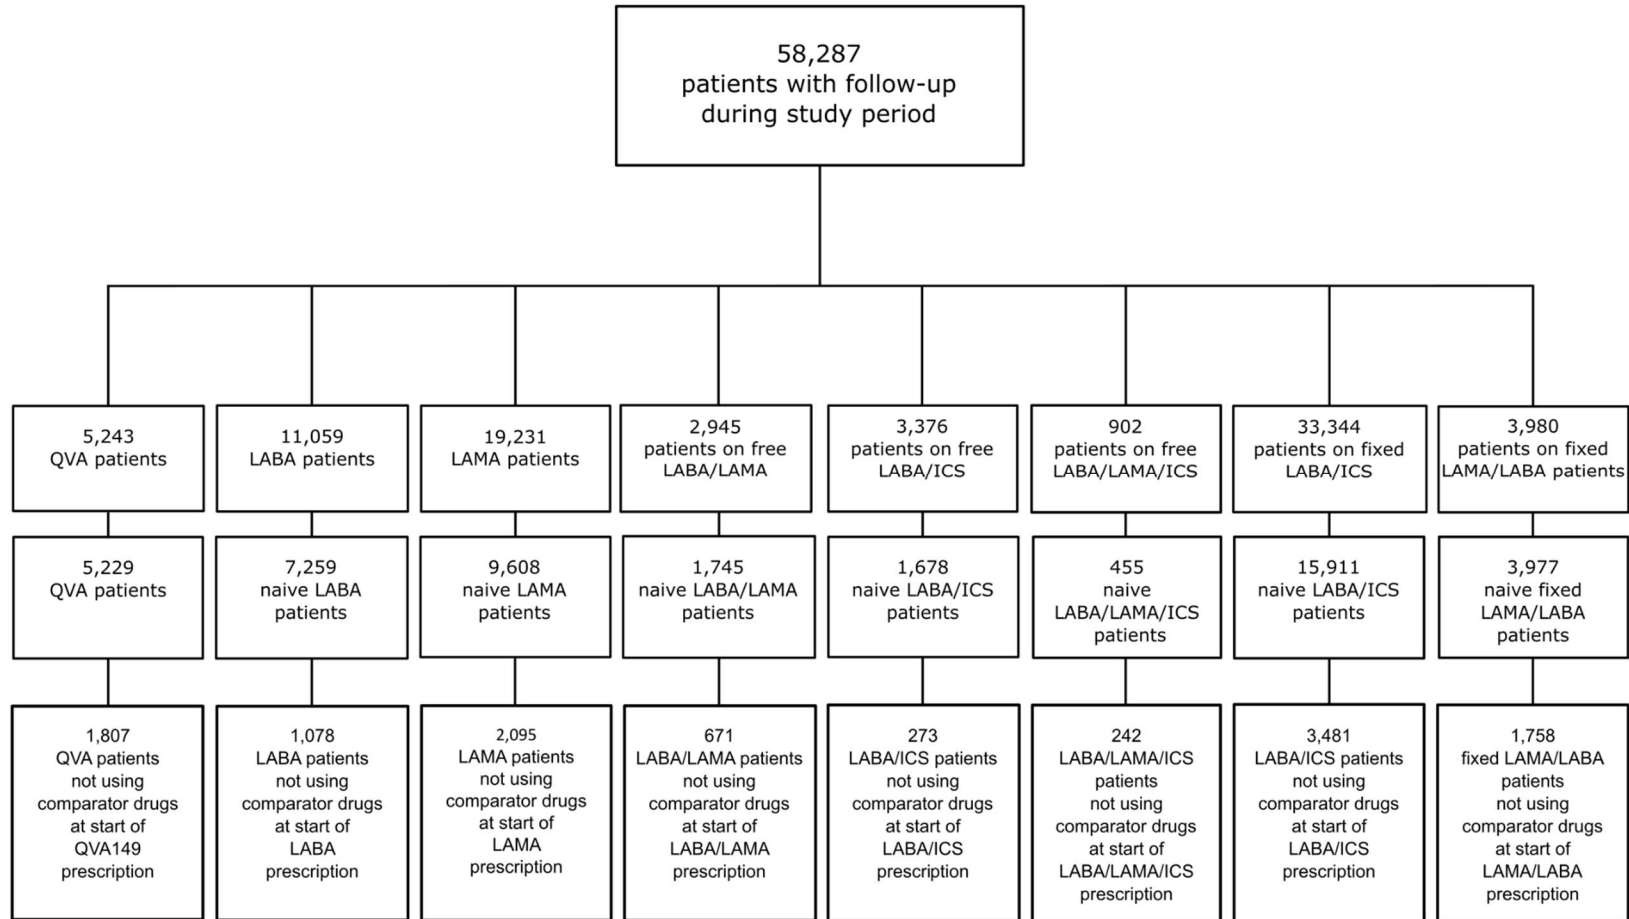 58,287
patients with follow-up
during study period
5,243
QVA patients
11,059
LABA patients
19,231
LAMA patients
2,945
patients on free
LABA/LAMA
3,376
patients on free
LABA/ICS
902
patients on free
LABA/LAMA/ICS
33,344
patients on fixed
LABA/ICS
3,980
patients on fixed
LAMA/LABA patients
5,229
QVA patients
7,259
naive LABA
patients
9,608
naive LAMA
patients
1,745
naive LABA/LAMA
patients
1,678
naive LABA/ICS
patients
455
naive
LABA/LAMA/ICS
patients
15,911
naive LABA/ICS
patients
3,977
naive fixed
LAMA/LABA
patients
1,807
QVA patients
not using
comparator drugs
at start of
QVA149
prescription
1,078
LABA patients
not using
comparator drugs
at start of
LABA
prescription
2,095
LAMA patients
not using
comparator drugs
at start of
LAMA
prescription
671
LABA/LAMA patients
not using
comparator drugs
at start of
LABA/LAMA
prescription
273
LABA/ICS patients
not using
comparator drugs
at start of
LABA/ICS
prescription
242
LABA/LAMA/ICS
patients
not using
comparator drugs
at start of
LABA/LAMA/ICS
prescription
3,481
LABA/ICS patients
not using
comparator drugs
at start of
LABA/ICS
prescription
1,758
fixed LAMA/LABA
patients
not using
comparator drugs
at start of
LAMA/LABA
prescription